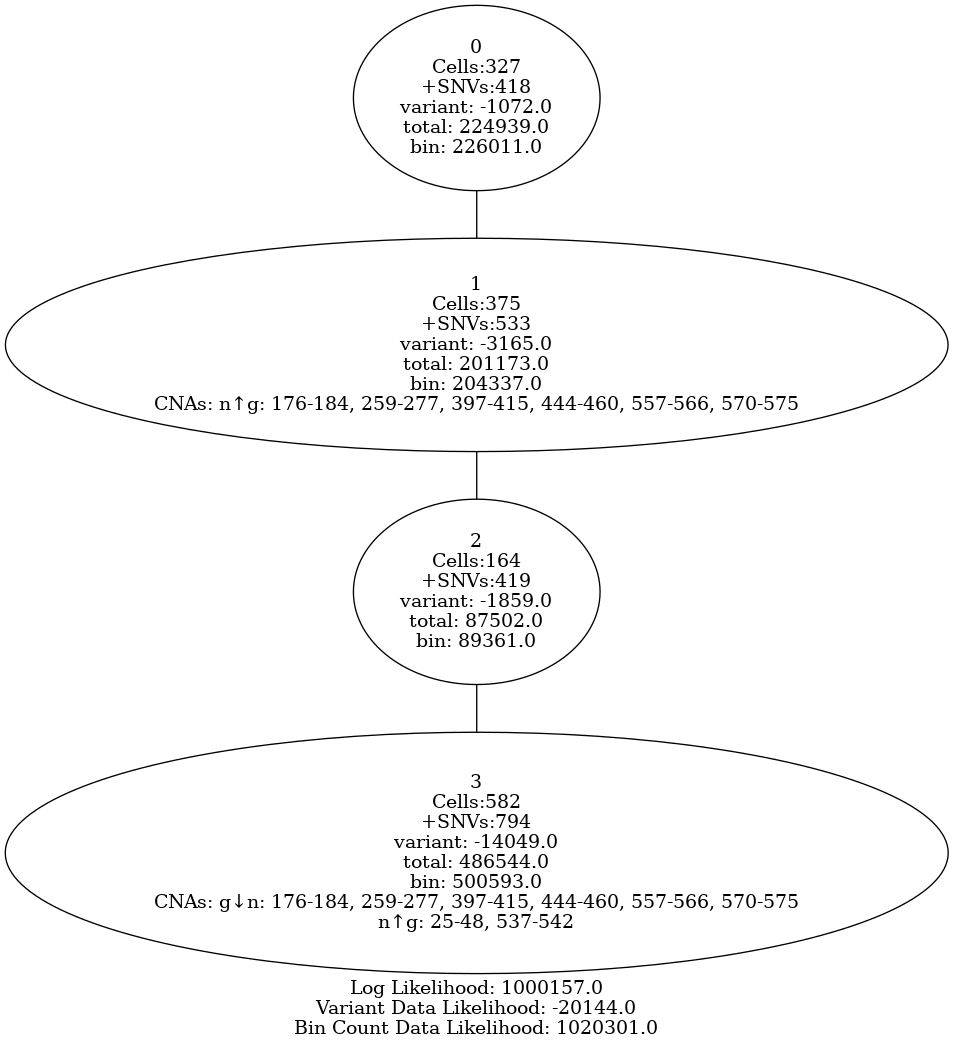 0
Cells:327
+SNVs:418
variant: -1072.0
total: 224939.0
bin: 226011.0
1
Cells:375
+SNVs:533
variant: -3165.0
total: 201173.0
bin: 204337.0
CNAs: n↑g: 176-184, 259-277, 397-415, 444-460, 557-566, 570-575
2
Cells:164
+SNVs:419
variant: -1859.0
total: 87502.0
bin: 89361.0
3
Cells:582
+SNVs:794
variant: -14049.0
total: 486544.0
bin: 500593.0
CNAs: g↓n: 176-184, 259-277, 397-415, 444-460, 557-566, 570-575
n↑g: 25-48, 537-542
Log Likelihood: 1000157.0
Variant Data Likelihood: -20144.0
Bin Count Data Likelihood: 1020301.0